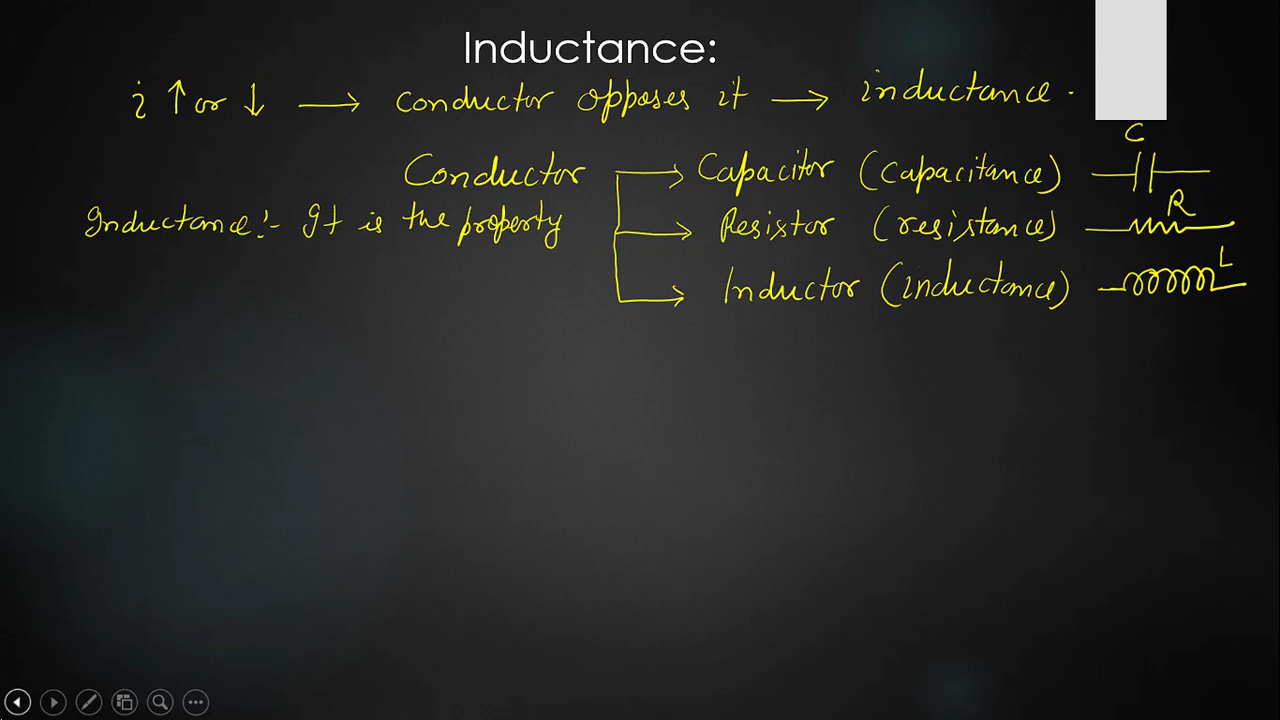 Inductance:
i ↑ or ↓ → conductor opposes it → inductance.
C
Conductor → Capacitor (capacitance)
R
Inductance:- It is the property → Resistor (resistance)
L
→ Inductor (inductance)